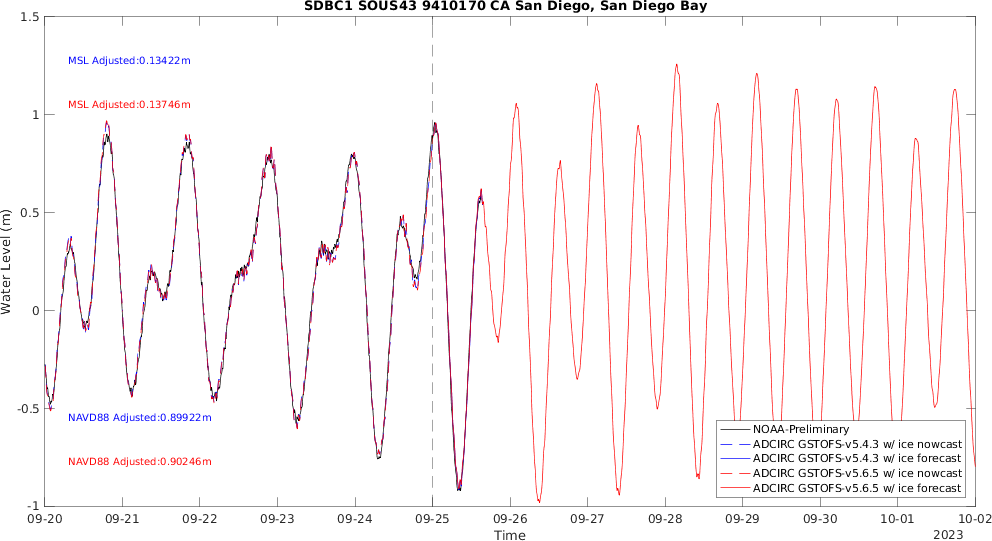 SDBC1 SOUS43 9410170 CA San Diego, San Diego Bay
1.5
1
0.5
0
-0.5
-1
Water Level (m)
MSL Adjusted:0.13422m
MSL Adjusted:0.13746m
NAVD88 Adjusted:0.89922m
NAVD88 Adjusted:0.90246m
NOAA-Preliminary
ADCIRC GSTOFS-v5.4.3 w/ ice nowcast
ADCIRC GSTOFS-v5.4.3 w/ ice forecast
ADCIRC GSTOFS-v5.6.5 w/ ice nowcast
ADCIRC GSTOFS-v5.6.5 w/ ice forecast
09-20 09-21 09-22 09-23 09-24 09-25 09-26 09-27 09-28 09-29 09-30 10-01 10-02
Time
2023